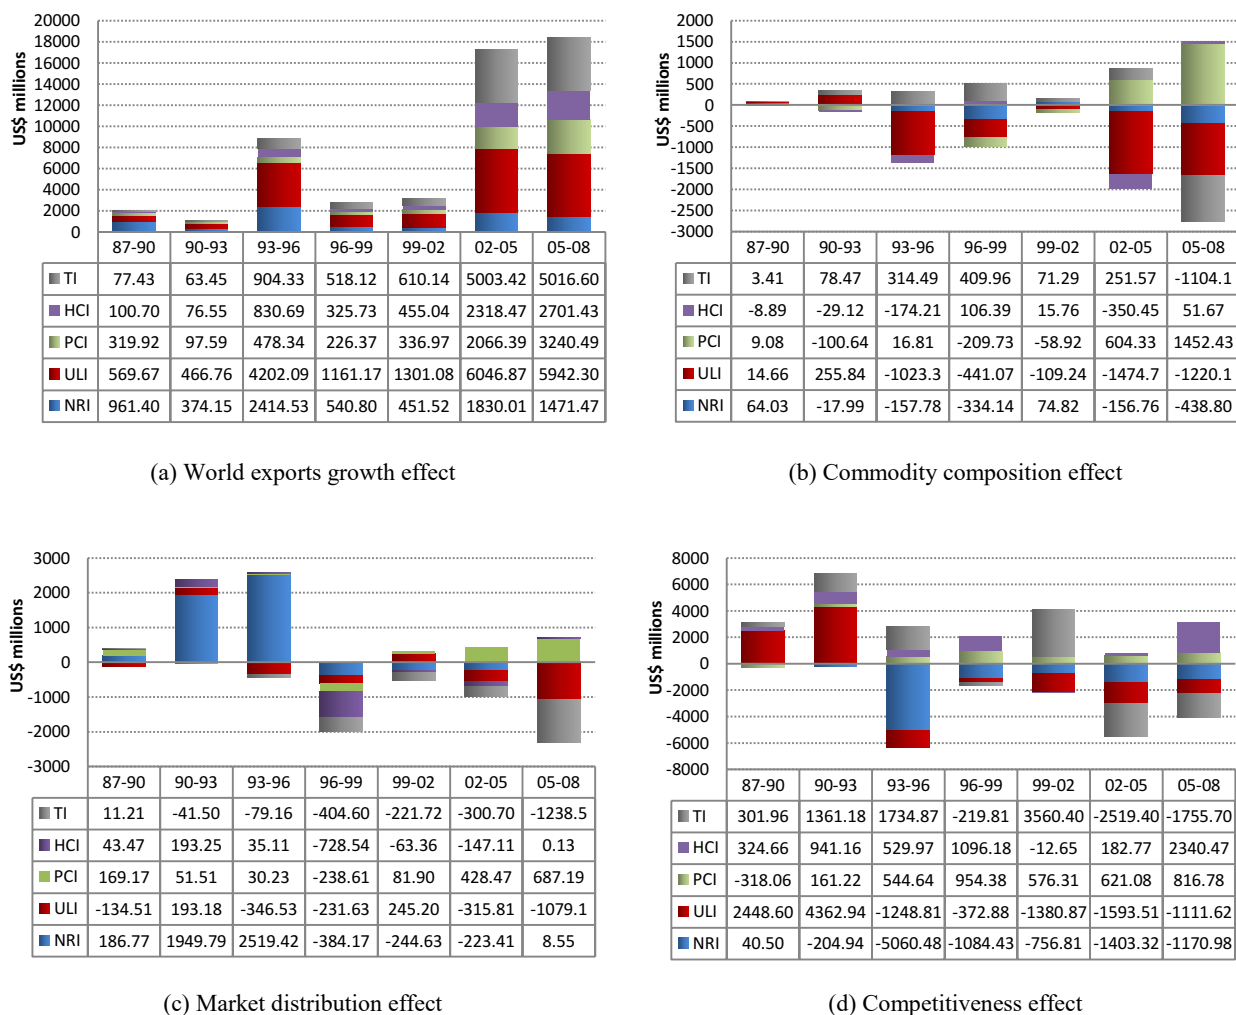 US$ millions
20000
18000
16000
14000
12000
10000
8000
6000
4000
2000
0
87-90 90-93 93-96 96-99 99-02 02-05 05-08
TI 77.43 63.45 904.33 518.12 610.14 5003.42 5016.60
HCI 100.70 76.55 830.69 325.73 455.04 2318.47 2701.43
PCI 319.92 97.59 478.34 226.37 336.97 2066.39 3240.49
ULI 569.67 466.76 4202.09 1161.17 1301.08 6046.87 5942.30
NRI 961.40 374.15 2414.53 540.80 451.52 1830.01 1471.47
(a) World exports growth effect
US$ millions
2000
1500
1000
500
0
-500
-1000
-1500
-2000
-2500
-3000
87-90 90-93 93-96 96-99 99-02 02-05 05-08
TI 3.41 78.47 314.49 409.96 71.29 251.57 -1104.1
HCI -8.89 -29.12 -174.21 106.39 15.76 -350.45 51.67
PCI 9.08 -100.64 16.81 -209.73 -58.92 604.33 1452.43
ULI 14.66 255.84 -1023.3 -441.07 -109.24 -1474.7 -1220.1
NRI 64.03 -17.99 -157.78 -334.14 74.82 -156.76 -438.80
(b) Commodity composition effect
US$ millions
3000
2000
1000
0
-1000
-2000
-3000
87-90 90-93 93-96 96-99 99-02 02-05 05-08
TI 11.21 -41.50 -79.16 -404.60 -221.72 -300.70 -1238.5
HCI 43.47 193.25 35.11 -728.54 -63.36 -147.11 0.13
PCI 169.17 51.51 30.23 -238.61 81.90 428.47 687.19
ULI -134.51 193.18 -346.53 -231.63 245.20 -315.81 -1079.1
NRI 186.77 1949.79 2519.42 -384.17 -244.63 -223.41 8.55
(c) Market distribution effect
US$ millions
8000
6000
4000
2000
0
-2000
-4000
-6000
-8000
87-90 90-93 93-96 96-99 99-02 02-05 05-08
TI 301.96 1361.18 1734.87 -219.81 3560.40 -2519.40 -1755.70
HCI 324.66 941.16 529.97 1096.18 -12.65 182.77 2340.47
PCI -318.06 161.22 544.64 954.38 576.31 621.08 816.78
ULI 2448.60 4362.94 -1248.81 -372.88 -1380.87 -1593.51 -1111.62
NRI 40.50 -204.94 -5060.48 -1084.43 -756.81 -1403.32 -1170.98
(d) Competitiveness effect